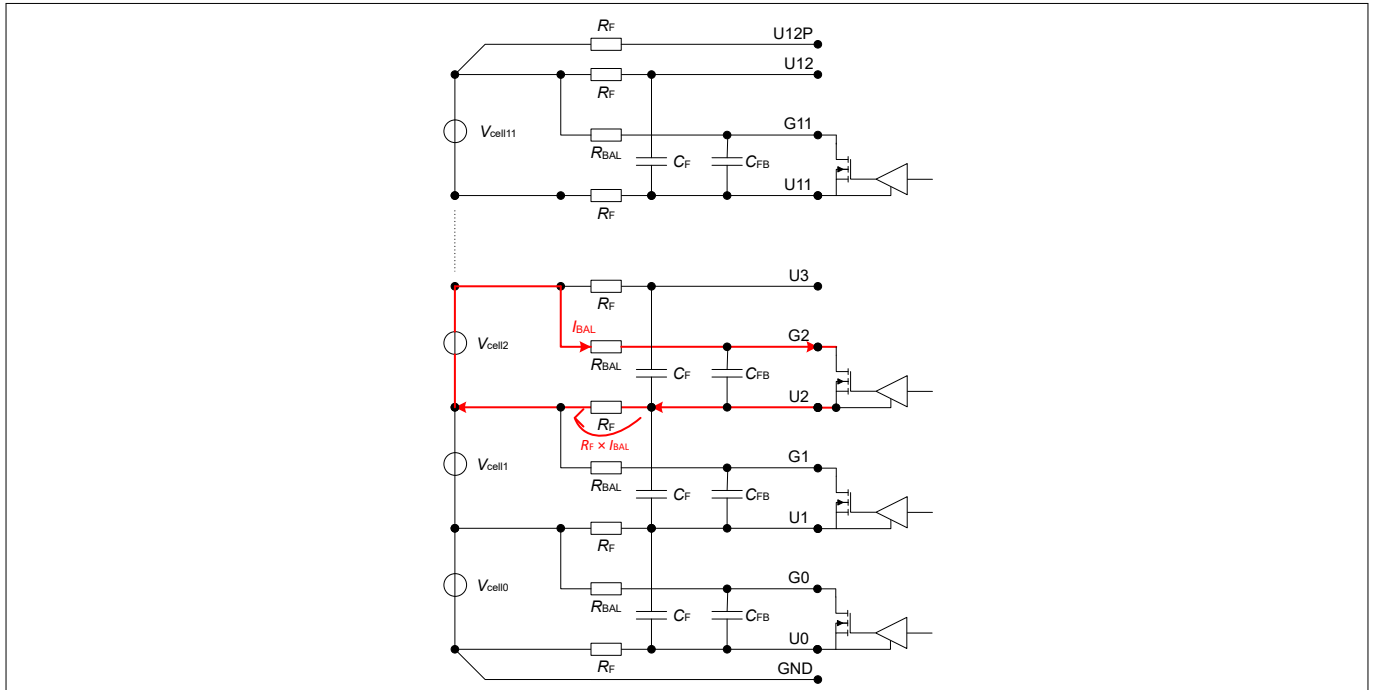 RF
U12P
U12
RF
G11
Vcell11
RBAL
CF
CFB
U11
RF
U3
RF
IBAL
G2
Vcell2
RBAL
CF
CFB
U2
RF
RF × IBAL
G1
Vcell1
RBAL
CF
CFB
U1
RF
G0
Vcell0
RBAL
CF
CFB
U0
RF
GND